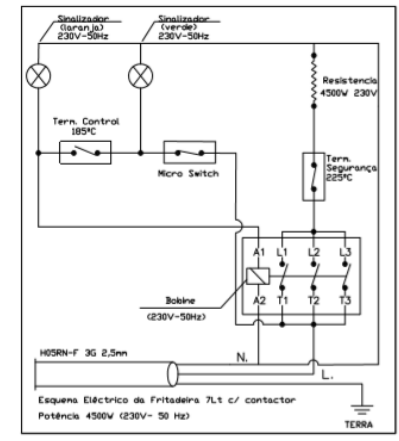 Sinalizador
(laranja)
230V-50Hz
Sinalizador
(verde)
230V-50Hz
Resistencia
4500W 230V
Term. Control
185ºC
Micro Switch
Term.
Segurança
225ºC
A1 L1 L2 L3
A2 T1 T2 T3
Bobine
(230V-50Hz)
H05RN-F 3G 2,5mm
N.
L.
Esquema Eléctrico da Fritadeira 7Lt c/ contactor
Potência 4500W (230V- 50 Hz)
TERRA